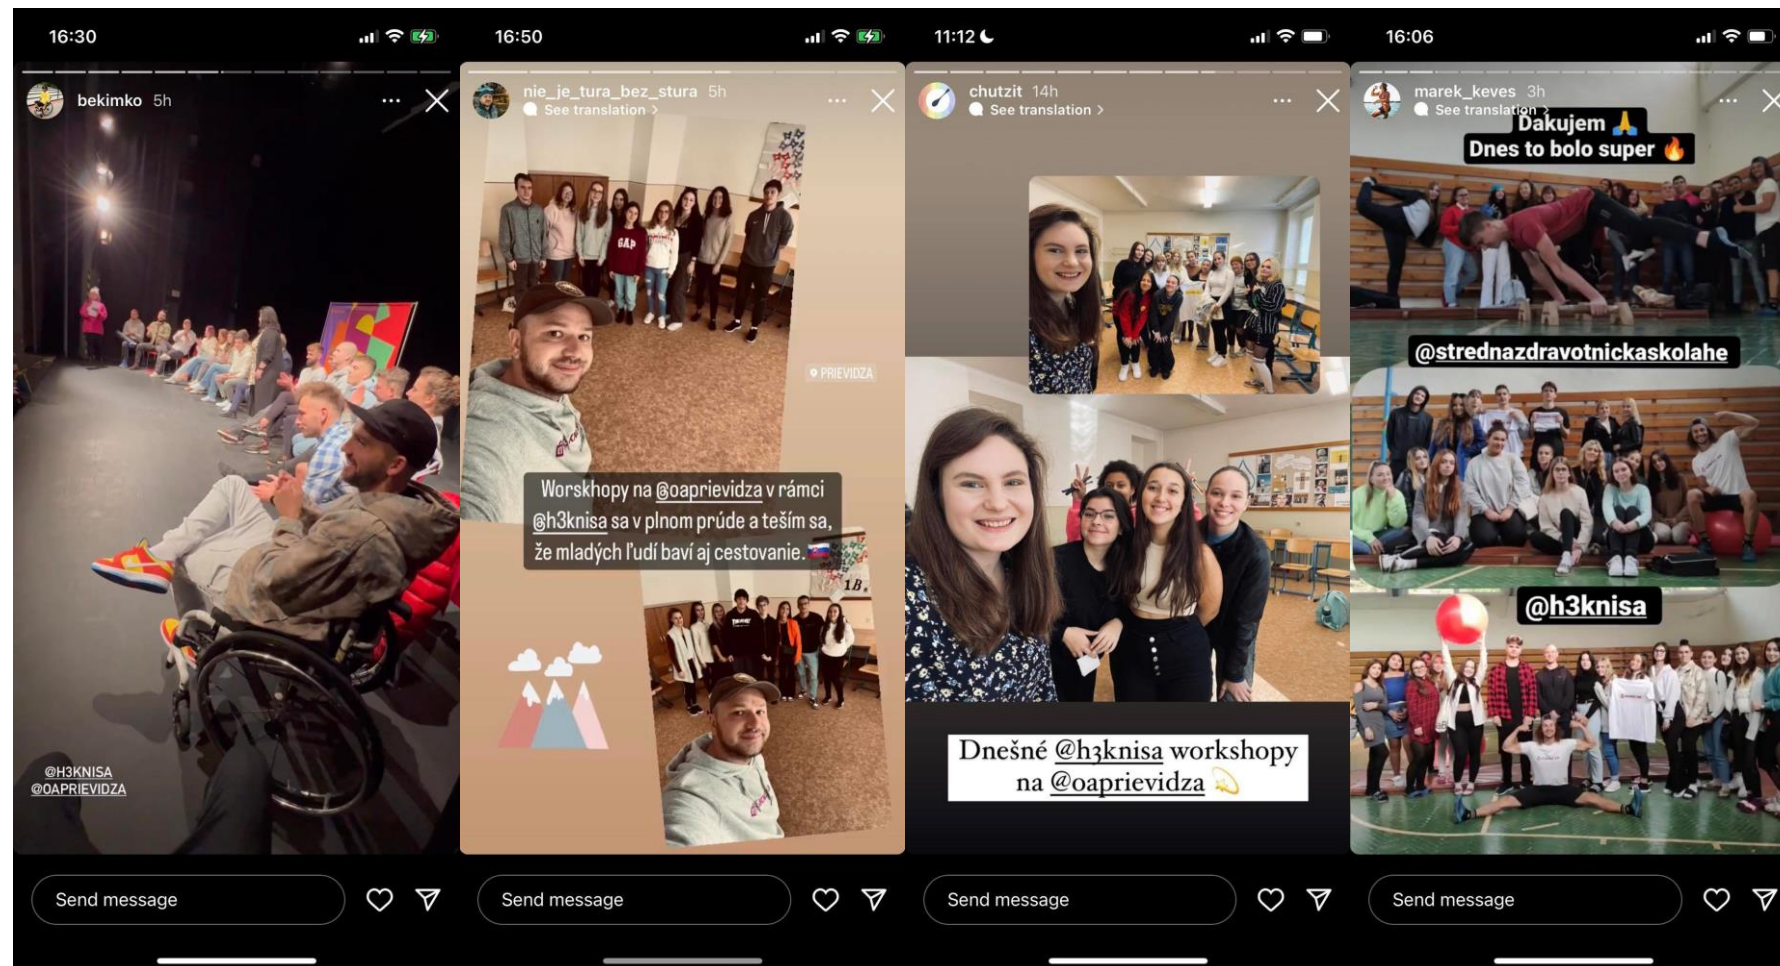 16:30
bekimko 5h
@H3KNISA
@OAPRIEVIDZA
Send message
16:50
nie_je_tura_bez_stura 5h
See translation >
GAP
PRIEVIDZA
Worskhopy na @oaprievidza v rámci
@h3knisa sa v plnom prúde a teším sa,
že mladých ľudí baví aj cestovanie.
1.B.
Send message
11:12
chutzit 14h
See translation >
Dnešné @h3knisa workshopy
na @oaprievidza
Send message
16:06
marek_keves 3h
See translation >
Dakujem
Dnes to bolo super
@strednazdravotnickaskolahe
@h3knisa
Send message